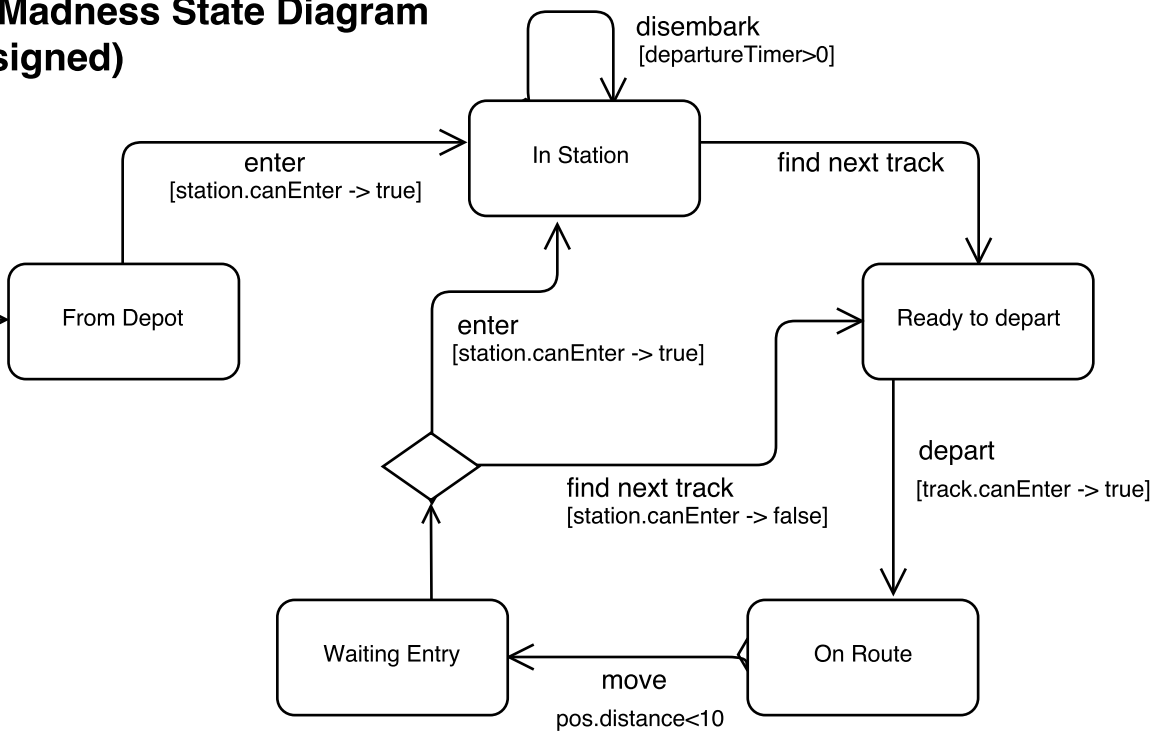 Madness State Diagram
signed)
disembark
[departureTimer>0]
In Station
enter
[station.canEnter -> true]
find next track
From Depot
Ready to depart
enter
[station.canEnter -> true]
depart
[track.canEnter -> true]
find next track
[station.canEnter -> false]
Waiting Entry
On Route
move
pos.distance<10